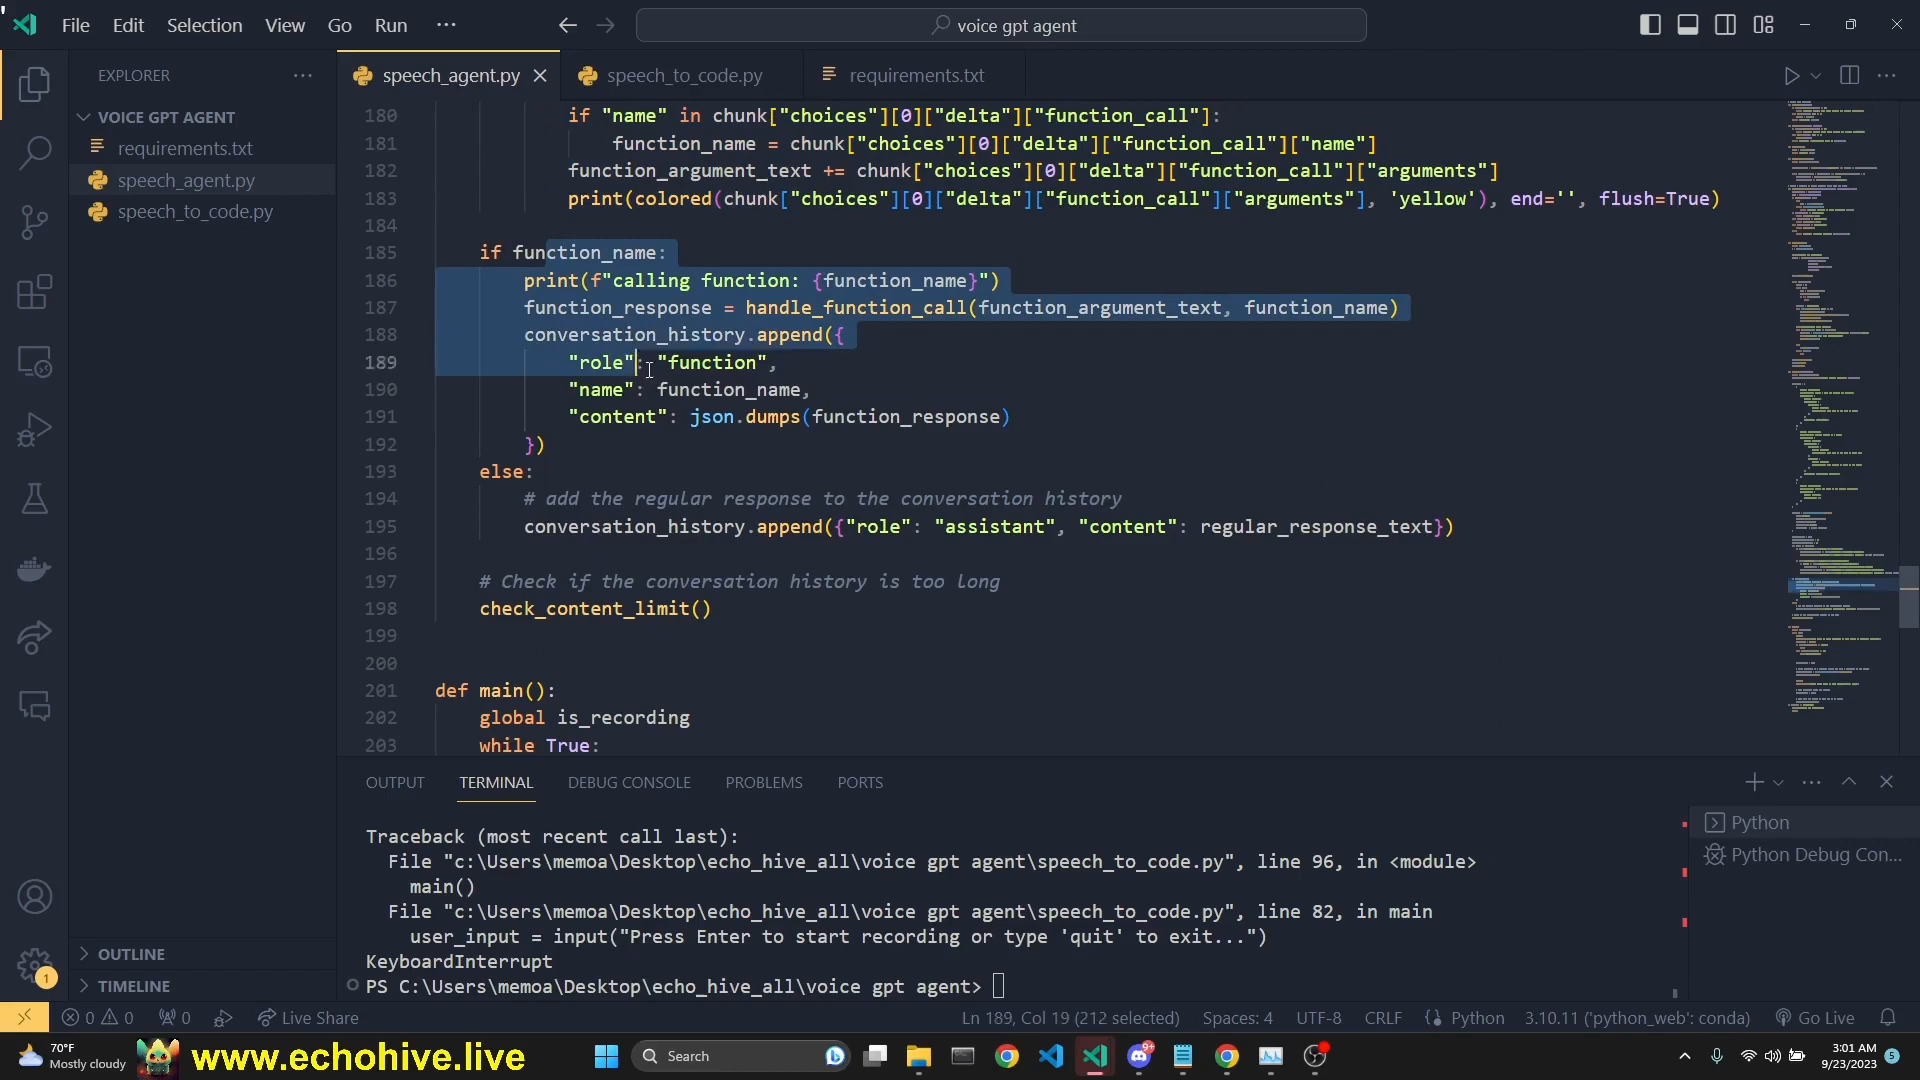 File Edit Selection View Go Run ··· voice gpt agent
EXPLORER ···
speech_agent.py speech_to_code.py requirements.txt
VOICE GPT AGENT
requirements.txt
speech_agent.py
speech_to_code.py
180 if "name" in chunk["choices"][0]["delta"]["function_call"]:
181 function_name = chunk["choices"][0]["delta"]["function_call"]["name"]
182 function_argument_text += chunk["choices"][0]["delta"]["function_call"]["arguments"]
183 print(colored(chunk["choices"][0]["delta"]["function_call"]["arguments"], 'yellow'), end='', flush=True)
184
185 if function_name:
186 print(f"calling function: {function_name}")
187 function_response = handle_function_call(function_argument_text, function_name)
188 conversation_history.append({
189 "role": "function",
190 "name": function_name,
191 "content": json.dumps(function_response)
192 })
193 else:
194 # add the regular response to the conversation history
195 conversation_history.append({"role": "assistant", "content": regular_response_text})
196
197 # Check if the conversation history is too long
198 check_content_limit()
199
200
201 def main():
202 global is_recording
203 while True:
OUTPUT TERMINAL DEBUG CONSOLE PROBLEMS PORTS
Traceback (most recent call last):
File "c:\Users\memoa\Desktop\echo_hive_all\voice gpt agent\speech_to_code.py", line 96, in <module>
main()
File "c:\Users\memoa\Desktop\echo_hive_all\voice gpt agent\speech_to_code.py", line 82, in main
user_input = input("Press Enter to start recording or type 'quit' to exit...")
KeyboardInterrupt
PS C:\Users\memoa\Desktop\echo_hive_all\voice gpt agent>
Python
Python Debug Con...
OUTLINE
TIMELINE
1
0 0 0 Live Share Ln 189, Col 19 (212 selected) Spaces: 4 UTF-8 CRLF Python 3.10.11 ('python_web': conda) Go Live
70°F
Mostly cloudy
www.echohive.live
Search
9+
3:01 AM
9/23/2023
5